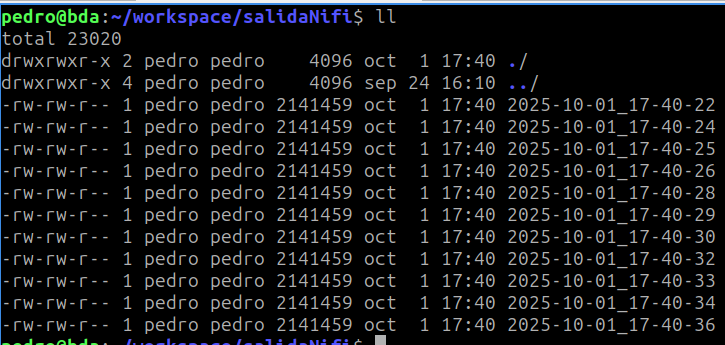 pedro@bda:~/workspace/salidaNifi$ ll
total 23020
drwxrwxr-x 2 pedro pedro    4096 oct  1 17:40 ./
drwxrwxr-x 4 pedro pedro    4096 sep 24 16:10 ../
-rw-rw-r-- 1 pedro pedro 2141459 oct  1 17:40 2025-10-01_17-40-22
-rw-rw-r-- 1 pedro pedro 2141459 oct  1 17:40 2025-10-01_17-40-24
-rw-rw-r-- 1 pedro pedro 2141459 oct  1 17:40 2025-10-01_17-40-25
-rw-rw-r-- 1 pedro pedro 2141459 oct  1 17:40 2025-10-01_17-40-26
-rw-rw-r-- 1 pedro pedro 2141459 oct  1 17:40 2025-10-01_17-40-28
-rw-rw-r-- 1 pedro pedro 2141459 oct  1 17:40 2025-10-01_17-40-29
-rw-rw-r-- 1 pedro pedro 2141459 oct  1 17:40 2025-10-01_17-40-30
-rw-rw-r-- 1 pedro pedro 2141459 oct  1 17:40 2025-10-01_17-40-32
-rw-rw-r-- 1 pedro pedro 2141459 oct  1 17:40 2025-10-01_17-40-33
-rw-rw-r-- 1 pedro pedro 2141459 oct  1 17:40 2025-10-01_17-40-34
-rw-rw-r-- 1 pedro pedro 2141459 oct  1 17:40 2025-10-01_17-40-36
pedro@bda:~/workspace/salidaNifi$